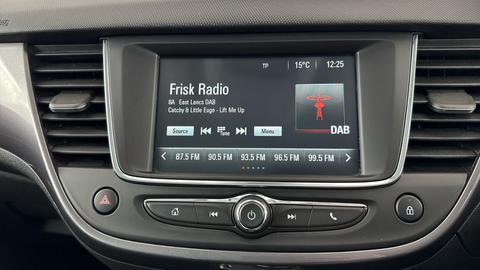 TP 15°C 12:25
Frisk Radio
8A East Lancs DAB
Catchy & Little Euge - Lift Me Up
Source Tune Menu
DAB
87.5 FM 90.5 FM 93.5 FM 96.5 FM 99.5 FM